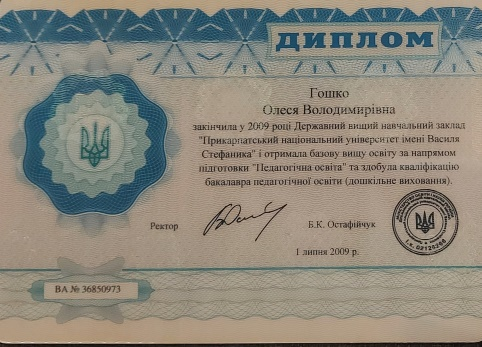 ДИПЛОМ
Гошко
Олеся Володимирівна
закінчила у 2009 році Державний вищий навчальний заклад
"Прикарпатський національний університет імені Василя
Стефаника" і отримала базову вищу освіту за напрямом
підготовки "Педагогічна освіта" та здобула кваліфікацію
бакалавра педагогічної освіти (дошкільне виховання).
Ректор
Б.К. Остафійчук
1 липня 2009 р.
ВА № 36850973